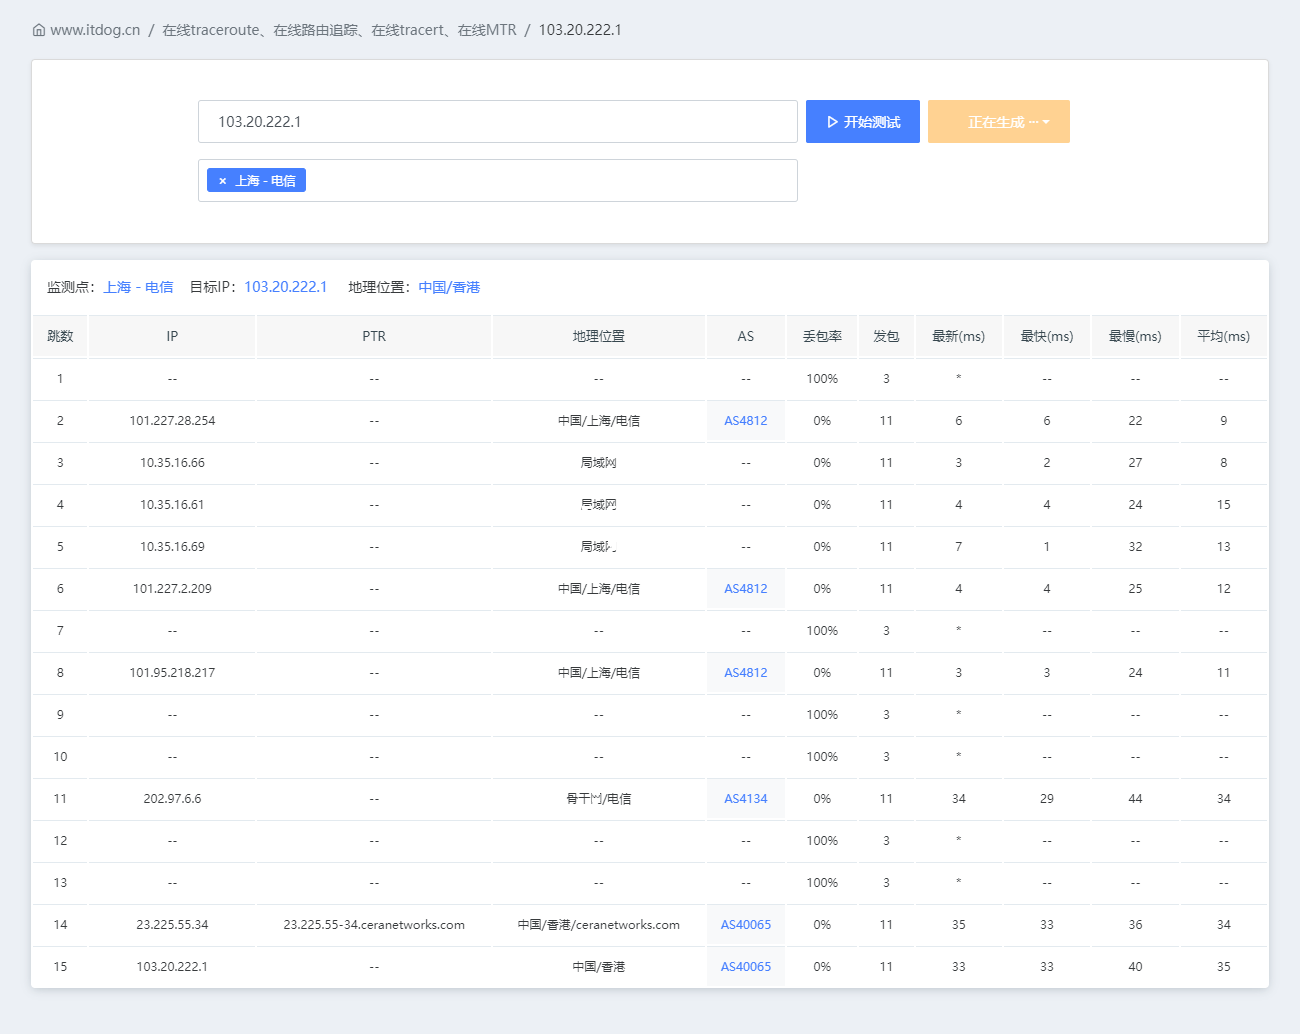 www.itdog.cn / 在线traceroute、在线路由追踪、在线tracert、在线MTR / 103.20.222.1
103.20.222.1 开始测试 正在生成 ···
× 上海 - 电信
监测点：上海 - 电信 目标IP：103.20.222.1 地理位置：中国/香港
跳数 IP PTR 地理位置 AS 丢包率 发包 最新(ms) 最快(ms) 最慢(ms) 平均(ms)
1 -- -- -- -- 100% 3 * -- -- --
2 101.227.28.254 -- 中国/上海/电信 AS4812 0% 11 6 6 22 9
3 10.35.16.66 -- 局域网 -- 0% 11 3 2 27 8
4 10.35.16.61 -- 局域网 -- 0% 11 4 4 24 15
5 10.35.16.69 -- 局域网 -- 0% 11 7 1 32 13
6 101.227.2.209 -- 中国/上海/电信 AS4812 0% 11 4 4 25 12
7 -- -- -- -- 100% 3 * -- -- --
8 101.95.218.217 -- 中国/上海/电信 AS4812 0% 11 3 3 24 11
9 -- -- -- -- 100% 3 * -- -- --
10 -- -- -- -- 100% 3 * -- -- --
11 202.97.6.6 -- 骨干网/电信 AS4134 0% 11 34 29 44 34
12 -- -- -- -- 100% 3 * -- -- --
13 -- -- -- -- 100% 3 * -- -- --
14 23.225.55.34 23.225.55-34.ceranetworks.com 中国/香港/ceranetworks.com AS40065 0% 11 35 33 36 34
15 103.20.222.1 -- 中国/香港 AS40065 0% 11 33 33 40 35